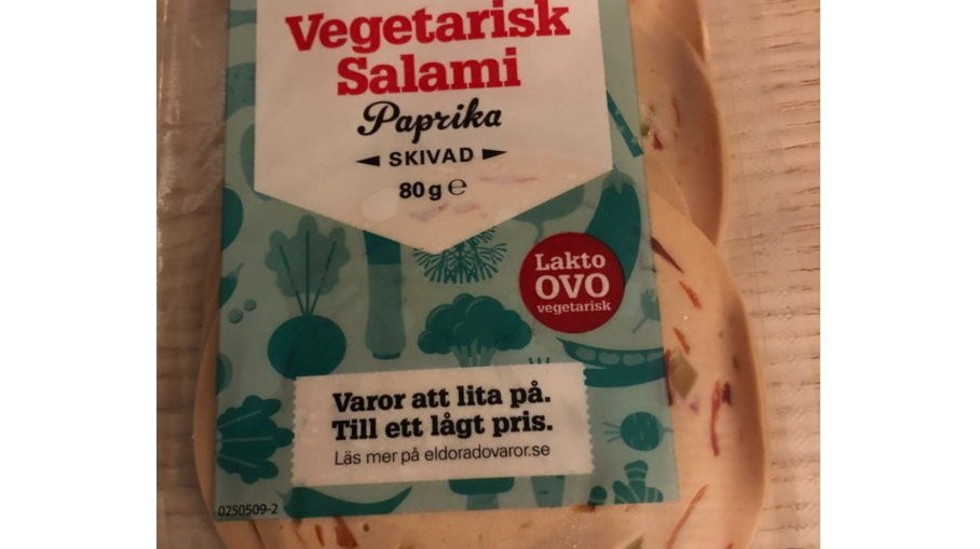 Vegetarisk
Salami
Paprika
SKIVAD
80 g ℮
Lakto
OVO
vegetarisk
Varor att lita på.
Till ett lågt pris.
Läs mer på eldoradovaror.se
0250509-2